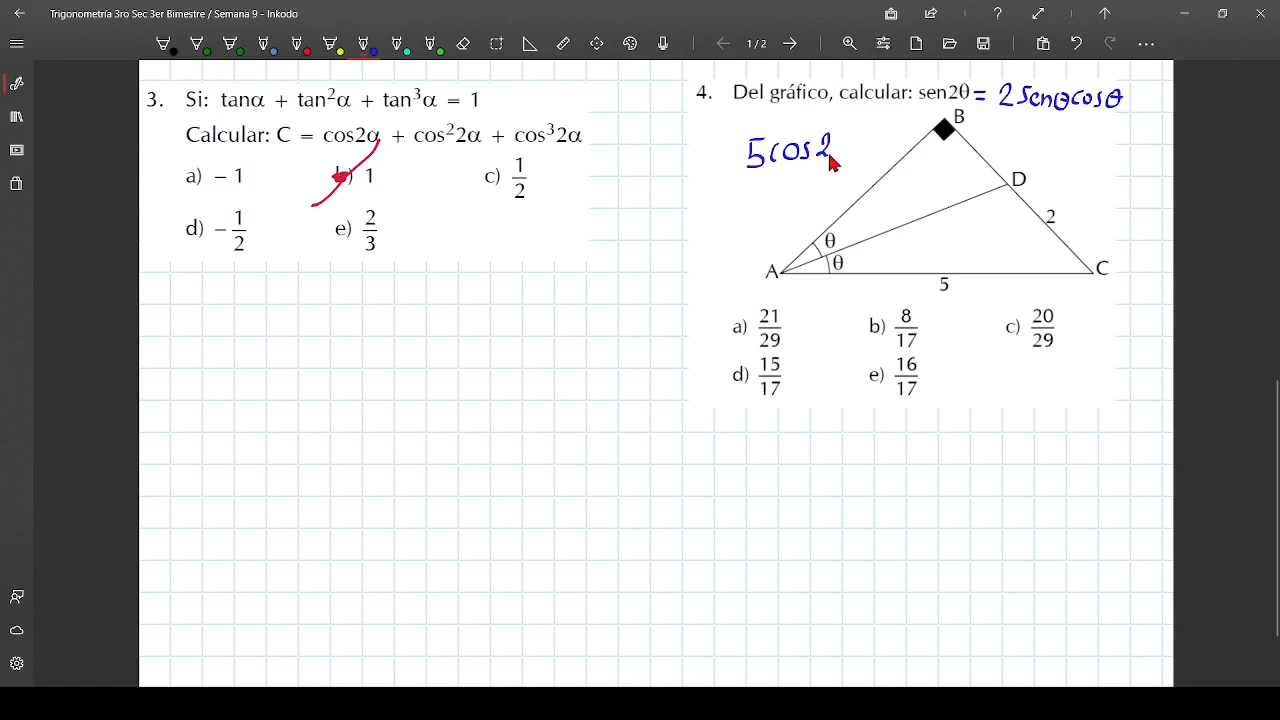 Trigonometría 3ro Sec 3er Bimestre / Semana 9 - Inkodo
1/2
3. Si: tanα + tan²α + tan³α = 1
Calcular: C = cos2α + cos²2α + cos³2α
a) – 1
b) 1
c) 1/2
d) – 1/2
e) 2/3
4. Del gráfico, calcular: sen2θ = 2senθcosθ
5cos2
B
D
2
θ
θ
A
C
5
a) 21/29
b) 8/17
c) 20/29
d) 15/17
e) 16/17